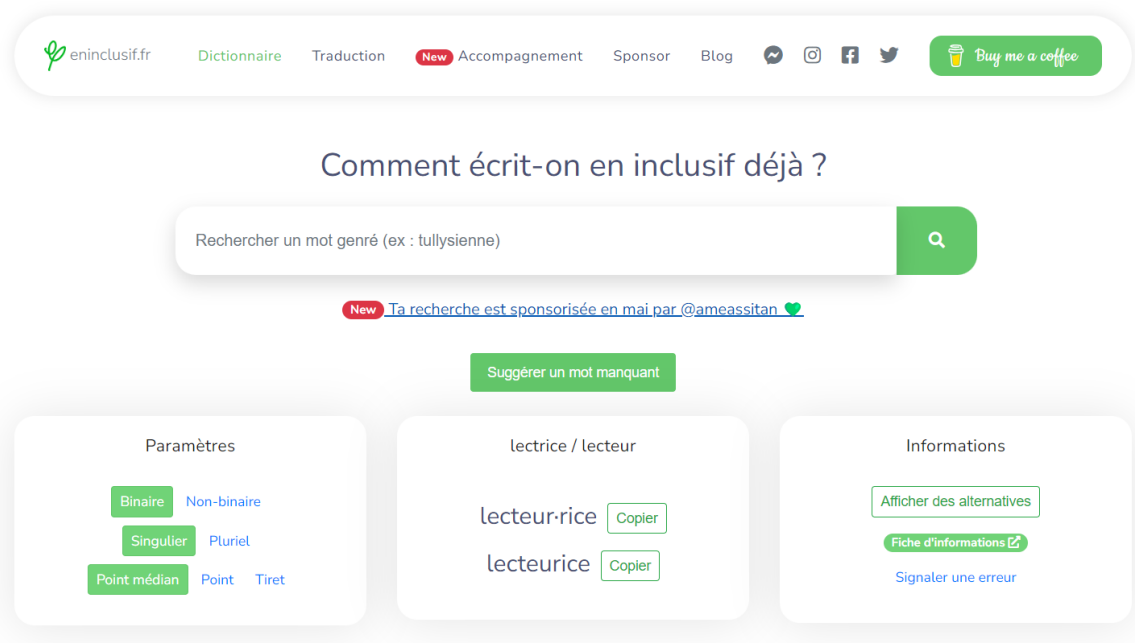 eninclusif.fr Dictionnaire Traduction New Accompagnement Sponsor Blog Buy me a coffee
Comment écrit-on en inclusif déjà ?
Rechercher un mot genré (ex : tullysienne)
New Ta recherche est sponsorisée en mai par @ameassitan 💚
Suggérer un mot manquant
Paramètres
Binaire Non-binaire
Singulier Pluriel
Point médian Point Tiret
lectrice / lecteur
lecteur·rice Copier
lecteurice Copier
Informations
Afficher des alternatives
Fiche d'informations
Signaler une erreur